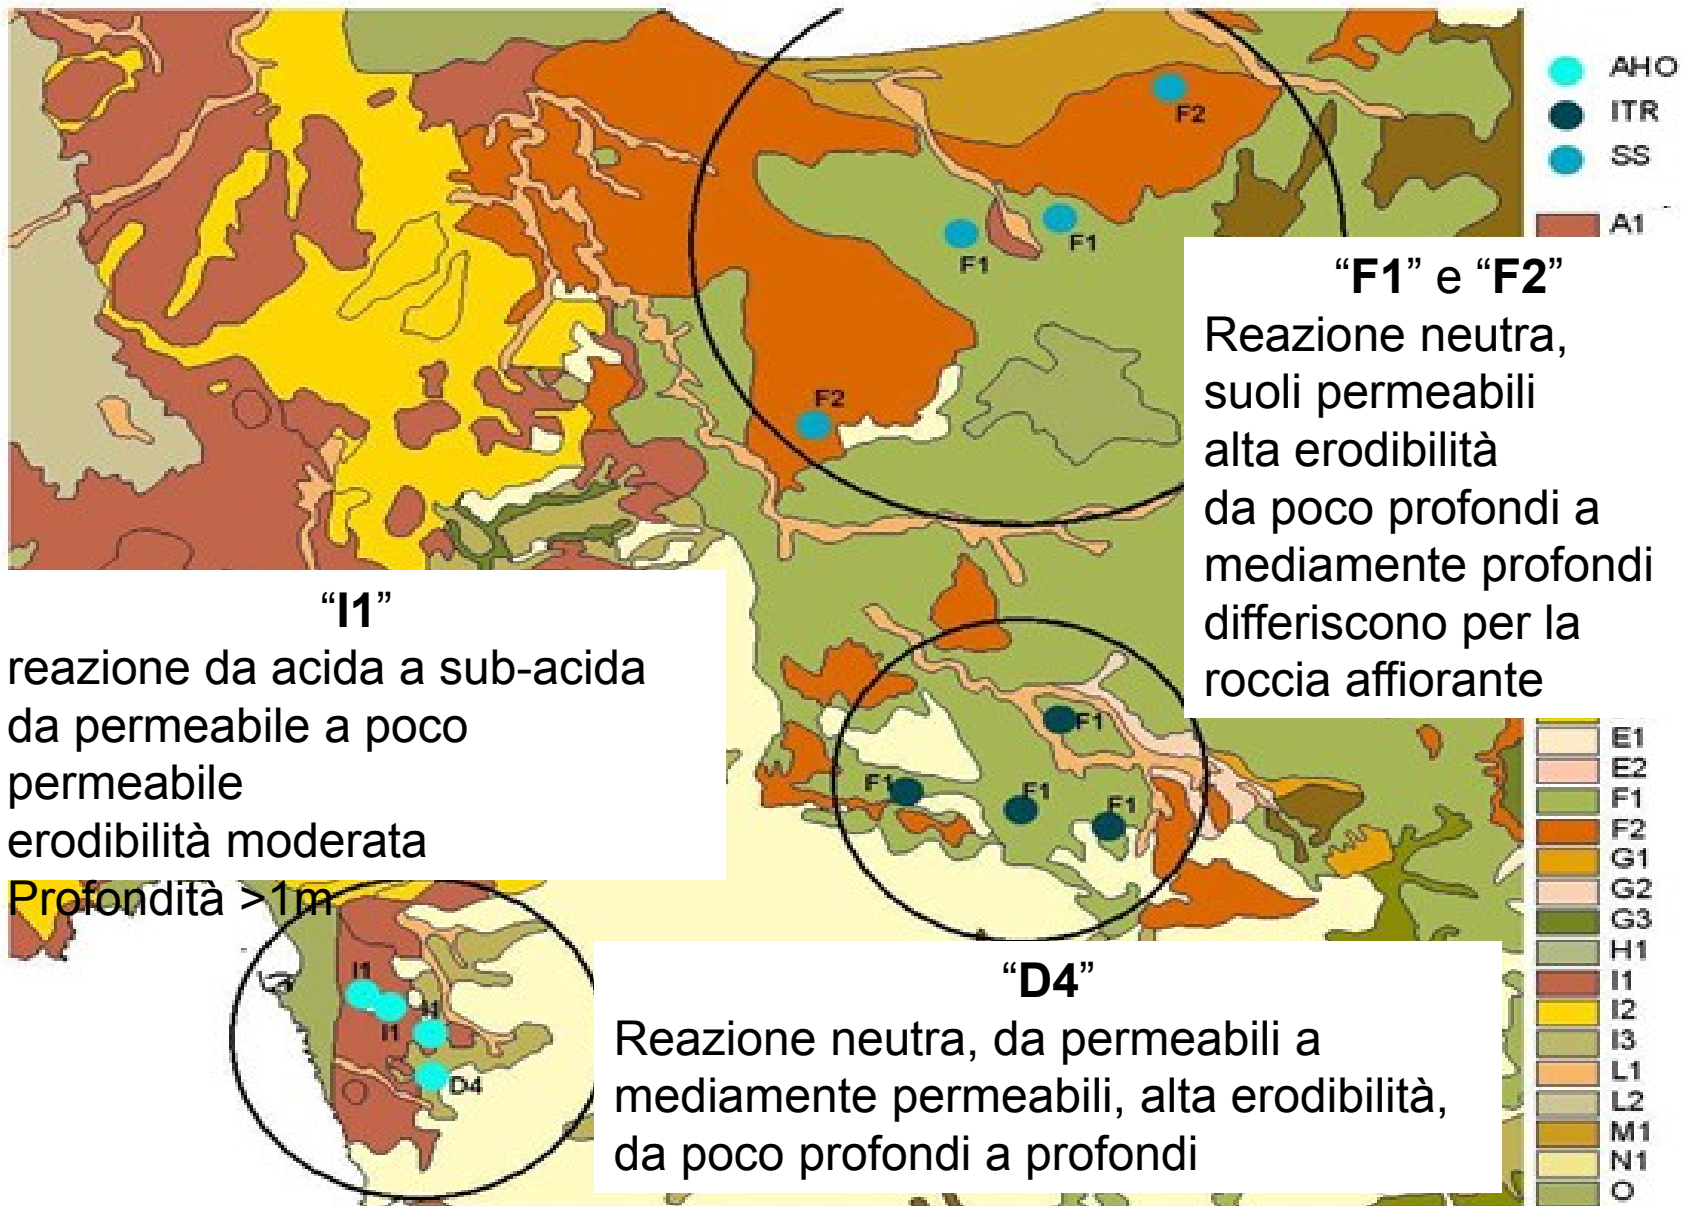 AHO
ITR
SS
A1
F2
F1
F1
F2
“F1” e “F2”
Reazione neutra,
suoli permeabili
alta erodibilità
da poco profondi a
mediamente profondi
differiscono per la
roccia affiorante
“I1”
reazione da acida a sub-acida
da permeabile a poco
permeabile
erodibilità moderata
Profondità >1m
F1
F1
F1
F1
E1
E2
F1
F2
G1
G2
G3
H1
I1
I2
I3
L1
L2
M1
N1
O
I1
I1
I1
D4
“D4”
Reazione neutra, da permeabili a
mediamente permeabili, alta erodibilità,
da poco profondi a profondi